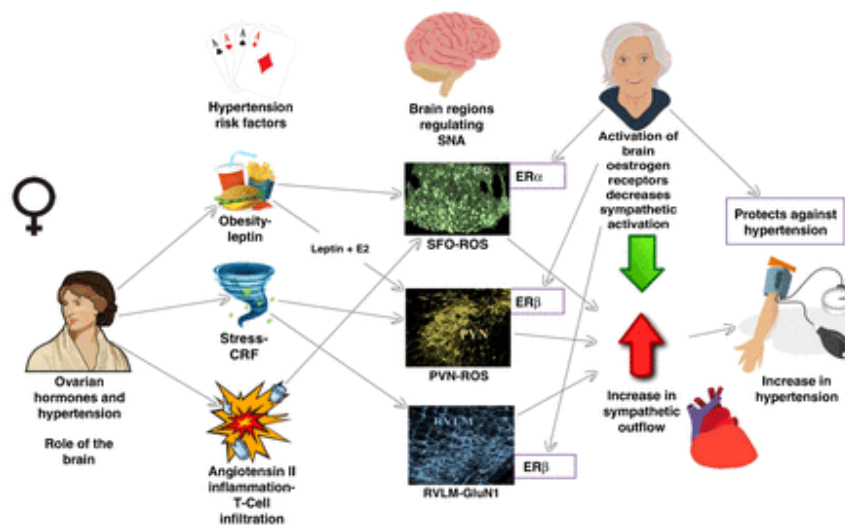 Hypertension
risk factors
Brain regions
regulating
SNA
Activation of
brain
oestrogen
receptors
decreases
sympathetic
activation
Protects against
hypertension
Obesity-
leptin
Leptin + E2
SFO
ERα
SFO-ROS
Stress-
CRF
PVN
ERβ
PVN-ROS
Ovarian
hormones and
hypertension
Role of the
brain
Angiotensin II
inflammation-
T-Cell
infiltration
RVLM
ERβ
RVLM-GluN1
Increase in
sympathetic
outflow
Increase in
hypertension
A
A
A
A